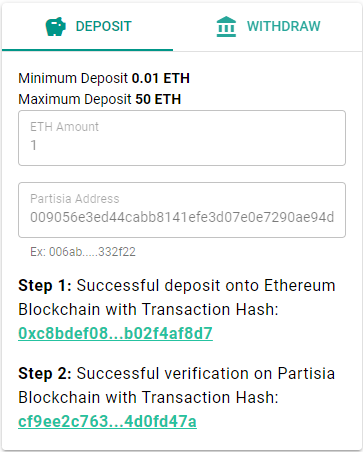 DEPOSIT
WITHDRAW
Minimum Deposit 0.01 ETH
Maximum Deposit 50 ETH
ETH Amount
1
Partisia Address
009056e3ed44cabb8141efe3d07e0e7290ae94d
Ex: 006ab.....332f22
Step 1: Successful deposit onto Ethereum
Blockchain with Transaction Hash:
0xc8bdef08...b02f4af8d7
Step 2: Successful verification on Partisia
Blockchain with Transaction Hash:
cf9ee2c763...4d0fd47a